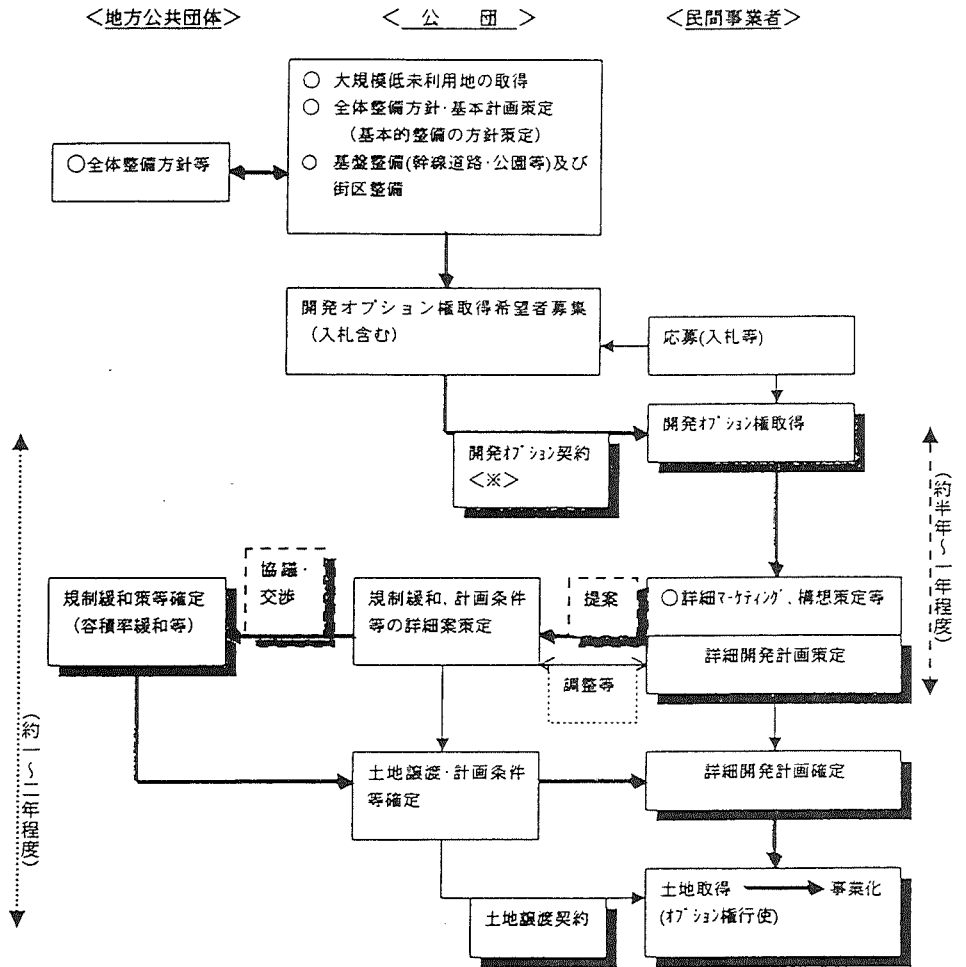 ＜地方公共団体＞
＜ 公 団 ＞
＜民間事業者＞
○ 大規模低未利用地の取得
○ 全体整備方針･基本計画策定
(基本的整備の方針策定)
○ 基盤整備(幹線道路･公園等)及び
街区整備
○全体整備方針等
開発オプション権取得希望者募集
(入札含む)
応募(入札等)
開発ｵﾌﾟｼｮﾝ権取得
開発ｵﾌﾟｼｮﾝ契約
＜※＞
(約半年～一年程度)
協議･
交渉
提案
規制緩和策等確定
(容積率緩和等)
規制緩和､計画条件
等の詳細案策定
○詳細ﾏｰｹﾃｨﾝｸﾞ､構想策定等
詳細開発計画策定
調整等
(約一～二年程度)
土地譲渡･計画条件
等確定
詳細開発計画確定
土地取得 事業化
(ｵﾌﾟｼｮﾝ権行使)
土地譲渡契約